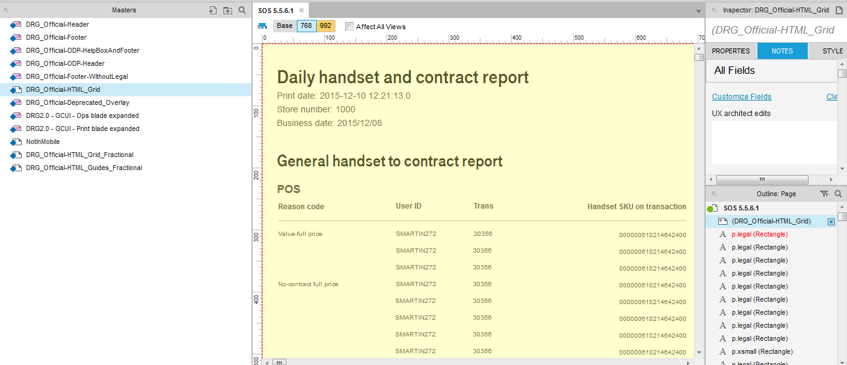 Masters
DRG_Official-Header
DRG_Official-Footer
DRG_Official-ODP-HelpBoxAndFooter
DRG_Official-ODP-Header
DRG_Official-Footer-WithoutLegal
DRG_Official-HTML_Grid
DRG_Official-Deprecated_Overlay
DRG2.0 - GCUI - Ops blade expanded
DRG2.0 - GCUI - Print blade expanded
NotInMobile
DRG_Official-HTML_Grid_Fractional
DRG_Official-HTML_Guides_Fractional
SOS 5.5.6.1
Base 768 992 Affect All Views
0 100 200 300 400 500 600 700
0
100
200
300
400
500
Daily handset and contract report
Print date: 2015-12-10 12:21:13.0
Store number: 1000
Business date: 2015/12/08
General handset to contract report
POS
Reason code User ID Trans Handset SKU on transaction
Value-full price SMARTIN272 30356 000000610214642400
SMARTIN272 30356 000000610214642400
SMARTIN272 30356 000000610214642400
No-contract full price SMARTIN272 30356 000000610214642400
SMARTIN272 30356 000000610214642400
SMARTIN272 30356 000000610214642400
SMARTIN272 30356 000000610214642400
SMARTIN272 30356 000000610214642400
Inspector: DRG_Official-HTML_Grid
(DRG_Official-HTML_Grid
PROPERTIES NOTES STYLE
All Fields
Customize Fields Cle
UX architect edits
Outline: Page
SOS 5.5.6.1
(DRG_Official-HTML_Grid)
p.legal (Rectangle)
p.legal (Rectangle)
p.legal (Rectangle)
p.legal (Rectangle)
p.legal (Rectangle)
p.legal (Rectangle)
p.legal (Rectangle)
p.legal (Rectangle)
p.legal (Rectangle)
p.xsmall (Rectangle)
p.legal (Rectangle)